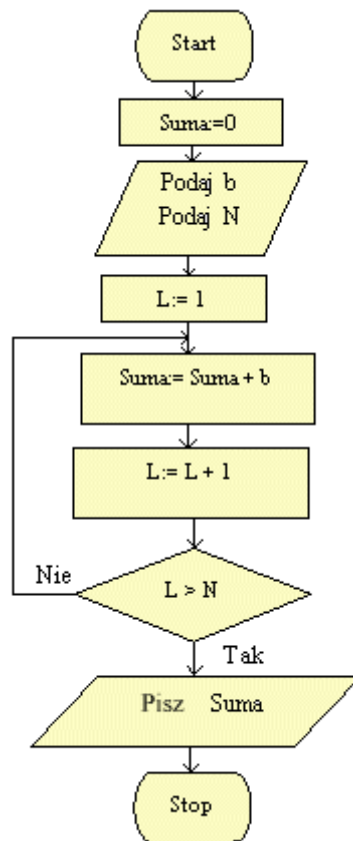 Start
Suma:=0
Podaj b
Podaj N
L:= 1
Suma:= Suma + b
L:= L + 1
Nie
L > N
Tak
Pisz Suma
Stop